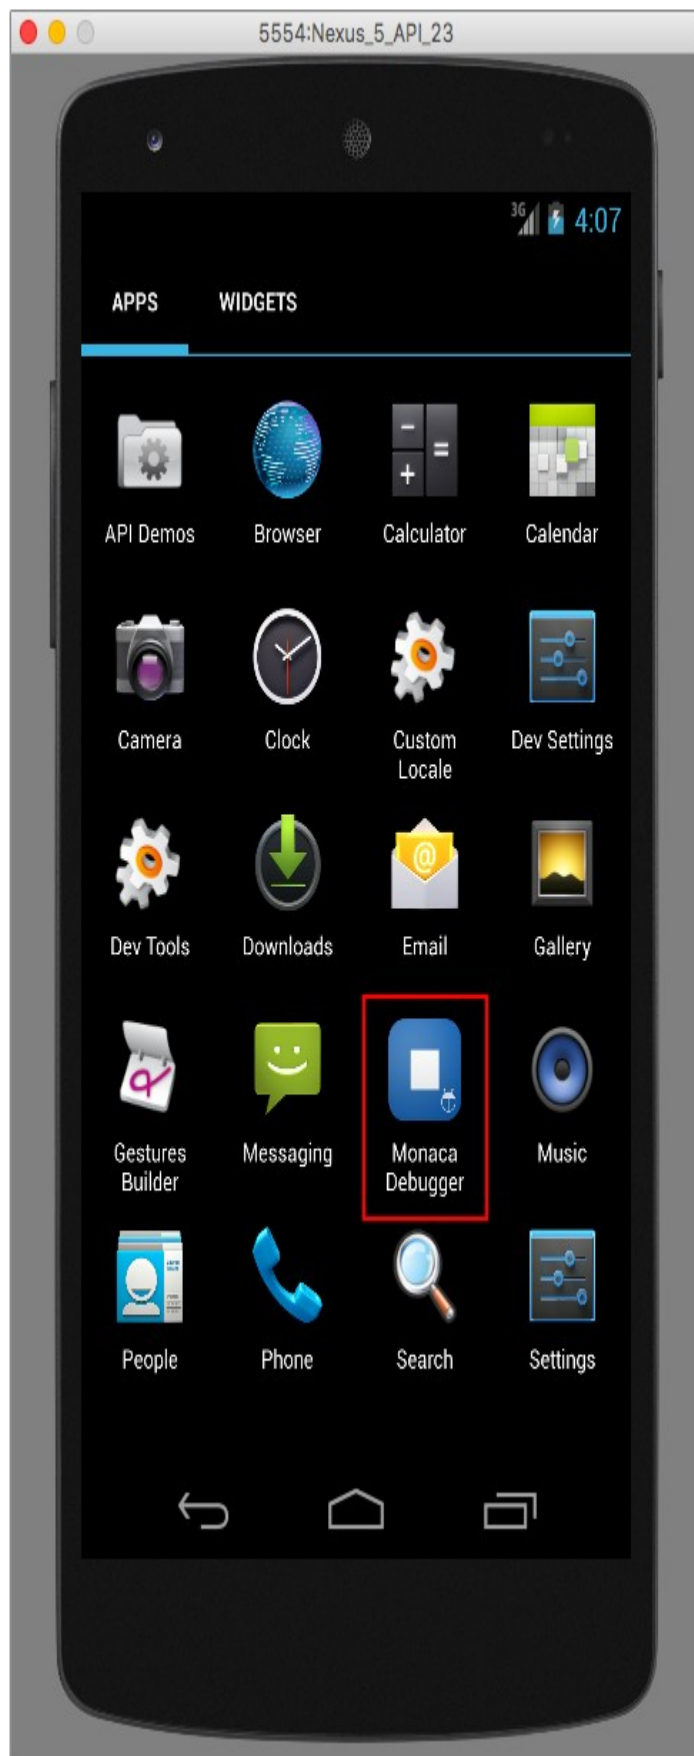 5554:Nexus_5_API_23
3G 4:07
APPS WIDGETS
API Demos Browser Calculator Calendar
Camera Clock Custom Locale Dev Settings
Dev Tools Downloads Email Gallery
Gestures Builder Messaging Monaca Debugger Music
People Phone Search Settings